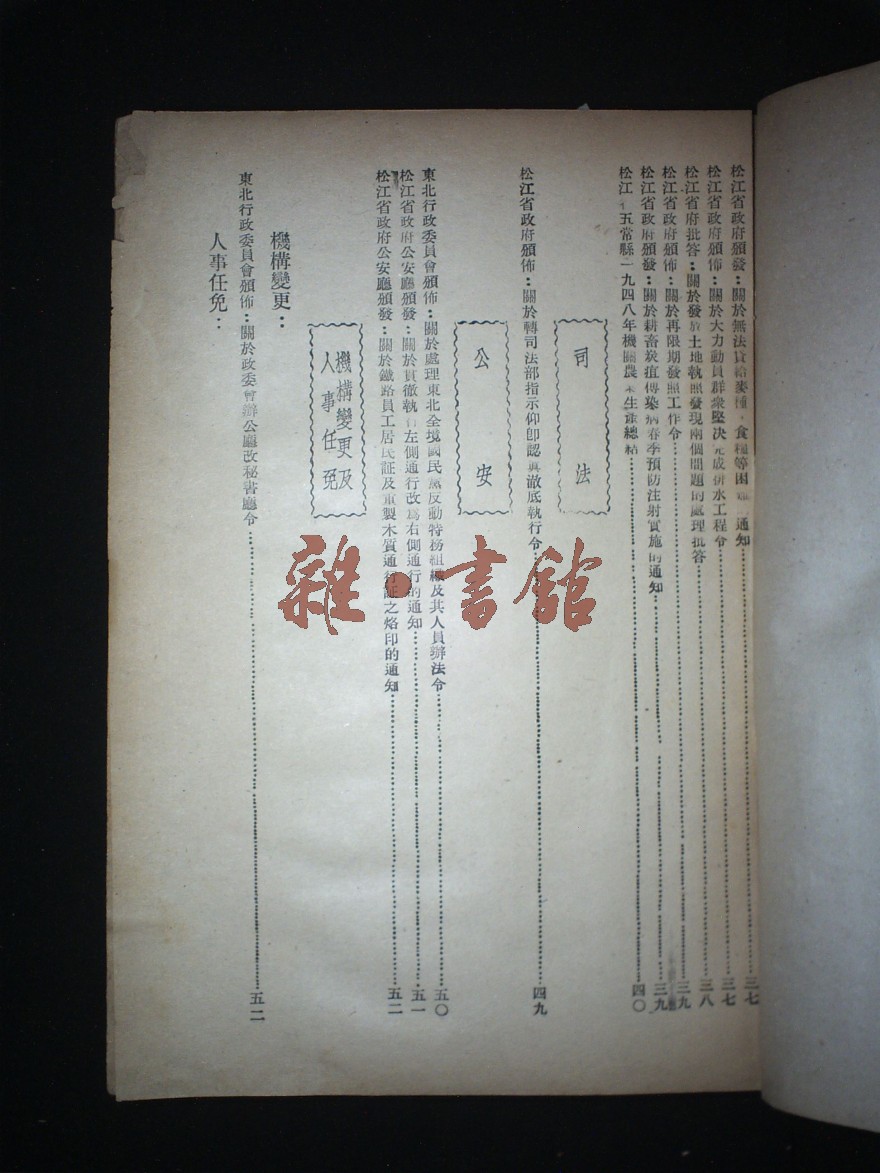 松江省政府頒發：關於無法貸給麥種、食糧等困難的通知……三七
松江省政府頒佈：關於大力動員群衆堅决完成併水工程令……三七
松江省府批答：關於發放土地執照發現兩個問題的處理批答……三八
松江省政府頒佈：關於再限期發照工作令……三九
松江省政府頒發：關於耕畜炭疽傳染病春季預防注射實施的通知……三九
松江省五常縣一九四八年機關農業生產總結……四〇
司法
松江省政府頒佈：關於轉司法部指示仰卽認眞澈底執行令……四九
公安
東北行政委員會頒佈：關於處理東北全境國民黨反動特務組織及其人員辦法令……五〇
松江省政府公安廳頒發：關於貫徹執行左側通行改爲右側通行的通知……五一
松江省政府公安廳頒發：關於鐵路員工居民証及重製木質通行証之烙印的通知……五二
機構變更及
人事任免
機構變更：
東北行政委員會頒佈：關於政委會辦公廳改秘書廳令……五二
人事任免：
雜·書館